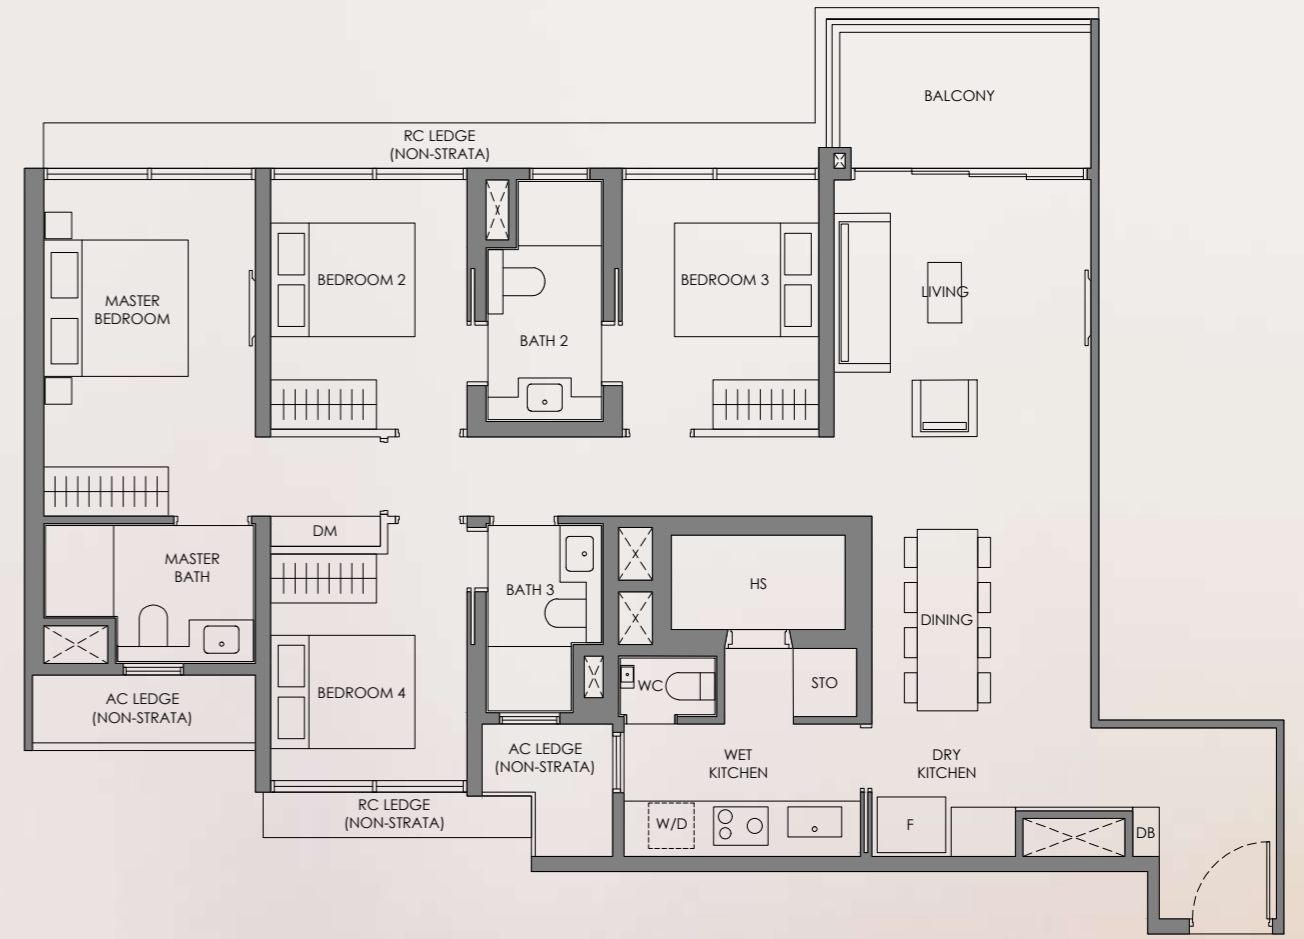 BALCONY
RC LEDGE
(NON-STRATA)
MASTER
BEDROOM
BEDROOM 2
BEDROOM 3
LIVING
BATH 2
DM
MASTER
BATH
BATH 3
HS
DINING
WC
STO
AC LEDGE
(NON-STRATA)
BEDROOM 4
AC LEDGE
(NON-STRATA)
WET
KITCHEN
DRY
KITCHEN
RC LEDGE
(NON-STRATA)
W/D
F
DB